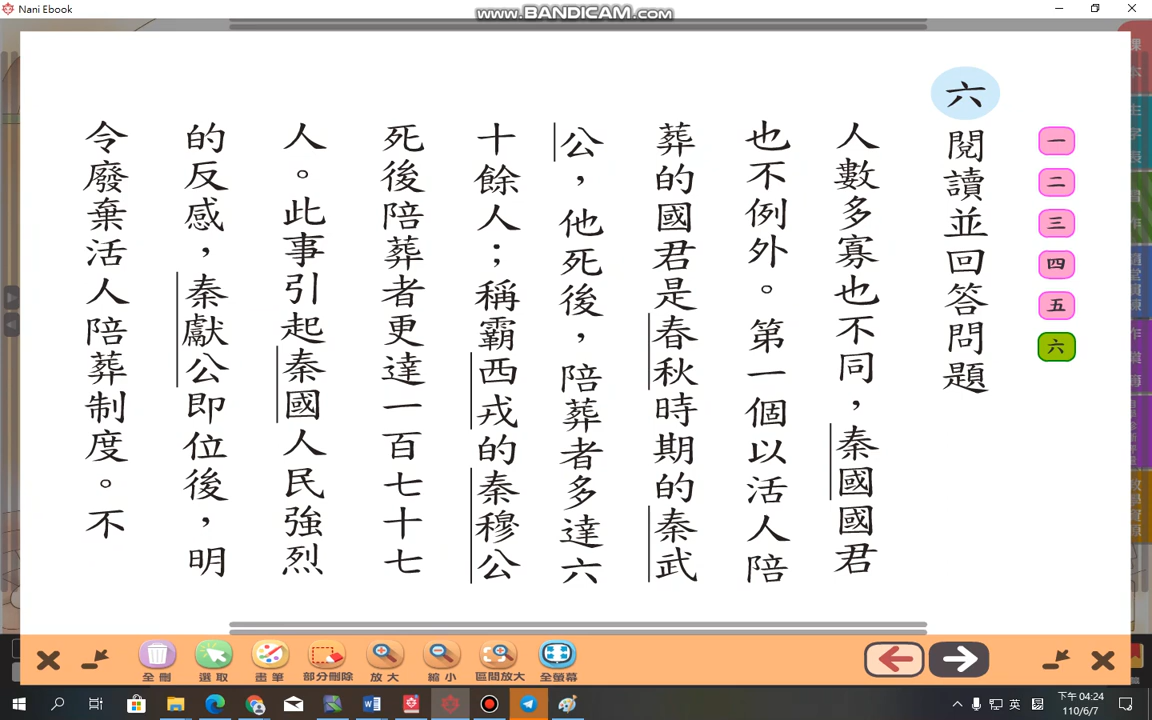 Nani Ebook
www.BANDICAM.com
六 閱讀並回答問題
一
二
三
四
五
六
人數多寡也不同，秦國國君
也不例外。第一個以活人陪
葬的國君是春秋時期的秦武
公，他死後，陪葬者多達六
十餘人；稱霸西戎的秦穆公
死後陪葬者更達一百七十七
人。此事引起秦國人民強烈
的反感，秦獻公即位後，明
令廢棄活人陪葬制度。不
全刪
選取
畫筆
部分刪除
放大
縮小
區間放大
全螢幕
英
下午 04:24
110/6/7